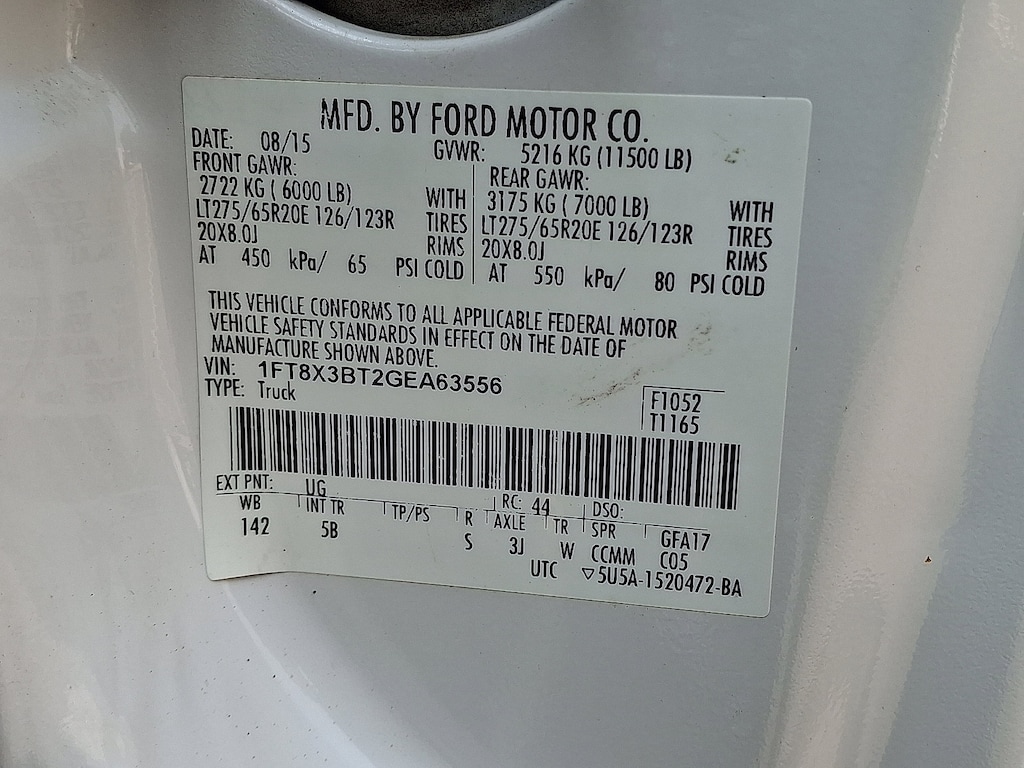 MFD. BY FORD MOTOR CO.
DATE: 08/15 GVWR: 5216 KG (11500 LB)
FRONT GAWR: REAR GAWR:
2722 KG ( 6000 LB) WITH 3175 KG ( 7000 LB) WITH
LT275/65R20E 126/123R TIRES LT275/65R20E 126/123R TIRES
20X8.0J RIMS 20X8.0J RIMS
AT 450 kPa/ 65 PSI COLD AT 550 kPa/ 80 PSI COLD
THIS VEHICLE CONFORMS TO ALL APPLICABLE FEDERAL MOTOR
VEHICLE SAFETY STANDARDS IN EFFECT ON THE DATE OF
MANUFACTURE SHOWN ABOVE.
VIN: 1FT8X3BT2GEA63556
TYPE: Truck F1052
T1165
EXT PNT: UG RC: 44 DSO:
WB INT TR TP/PS R AXLE TR SPR GFA17
142 5B S 3J W CCMM C05
UTC ▽5U5A-1520472-BA